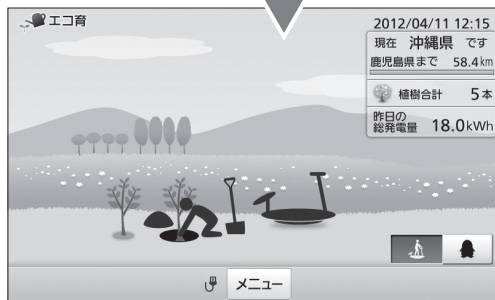 エコ育
2012/04/11 12:15
現在 沖縄県 です
鹿児島県まで 58.4km
植樹合計 5本
昨日の
総発電量 18.0kWh
メニュー